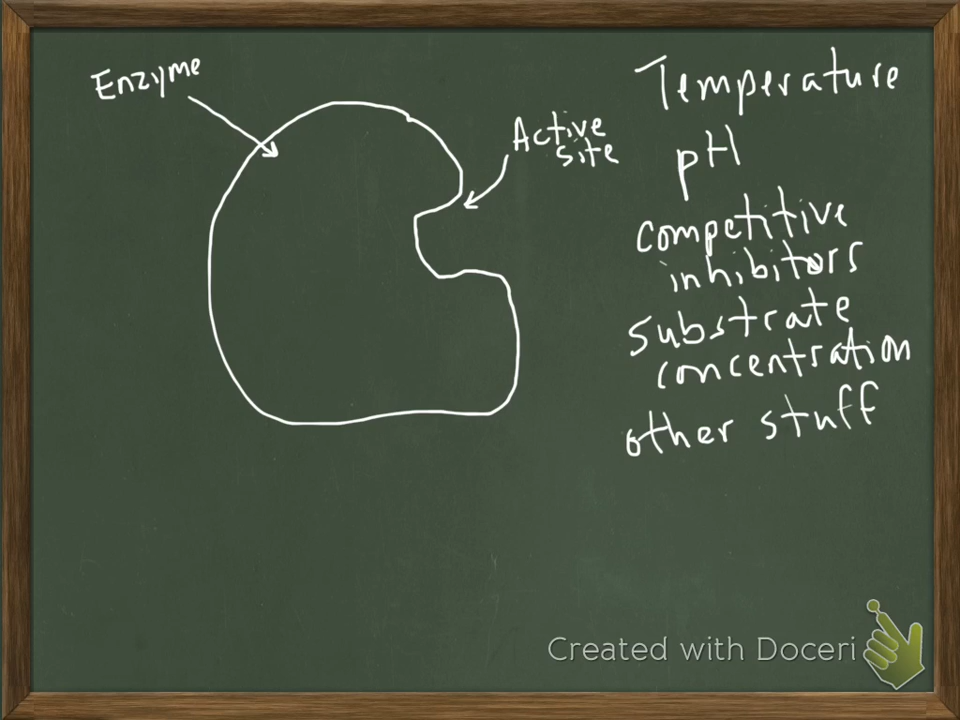 Enzyme
Active
site
Temperature
pH
competitive
inhibitors
substrate
concentration
other stuff
Created with Doceri